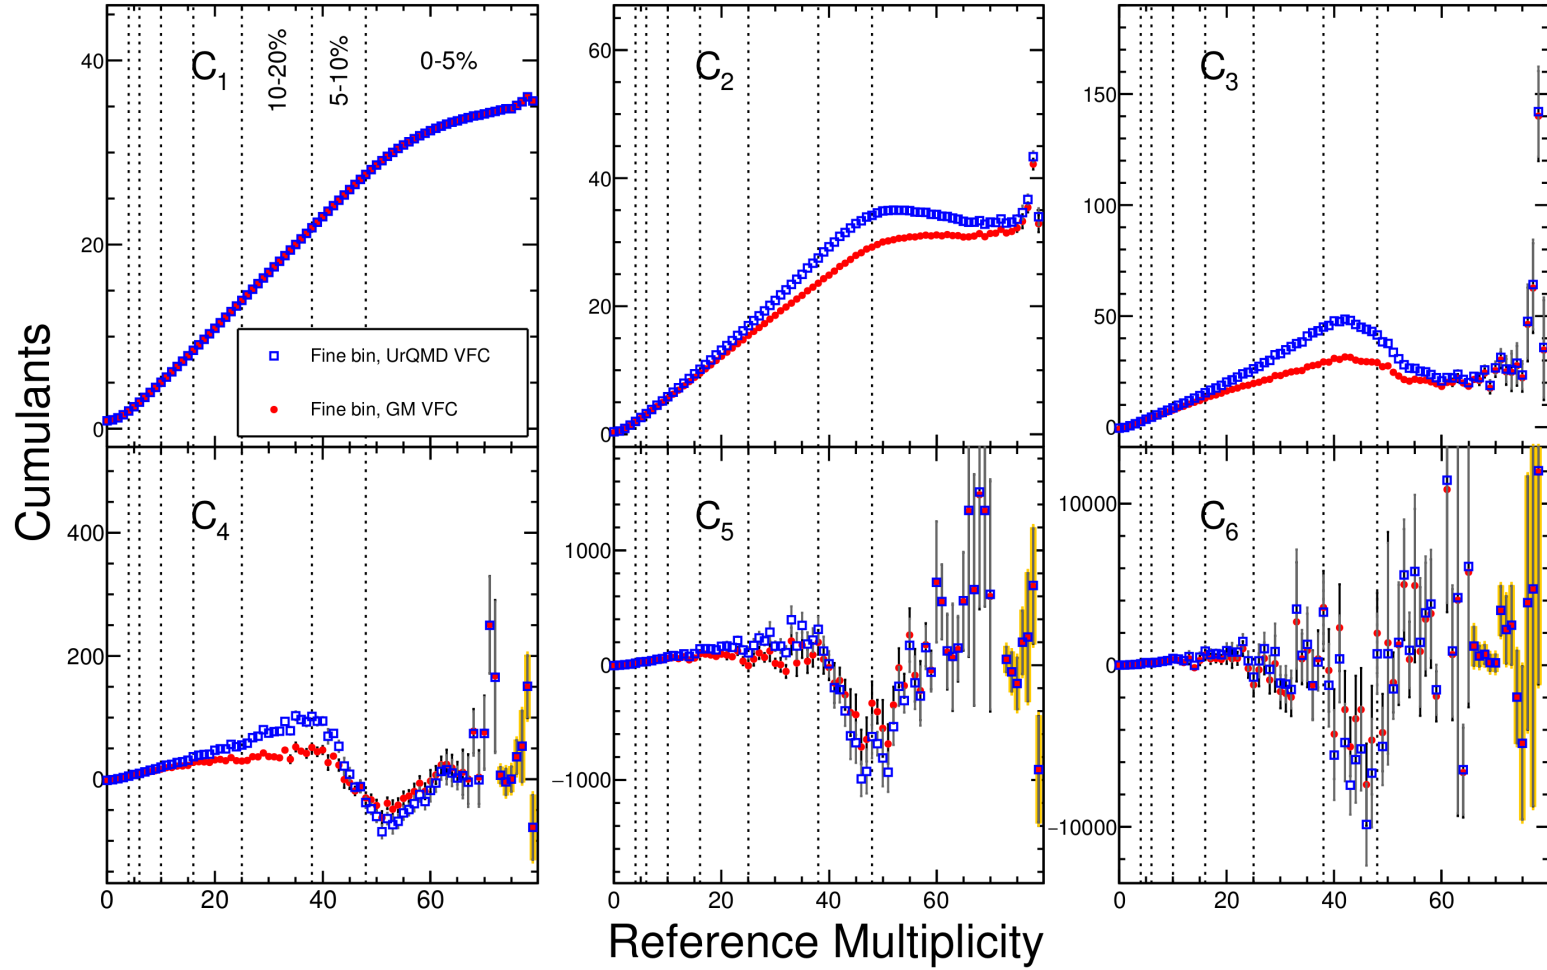 Cumulants
C1
10-20%
5-10%
0-5%
40
20
0
Fine bin, UrQMD VFC
Fine bin, GM VFC
C2
60
40
20
0
C3
150
100
50
0
C4
400
200
0
0 20 40 60
C5
1000
0
−1000
0 20 40 60
C6
10000
0
−10000
0 20 40 60
Reference Multiplicity